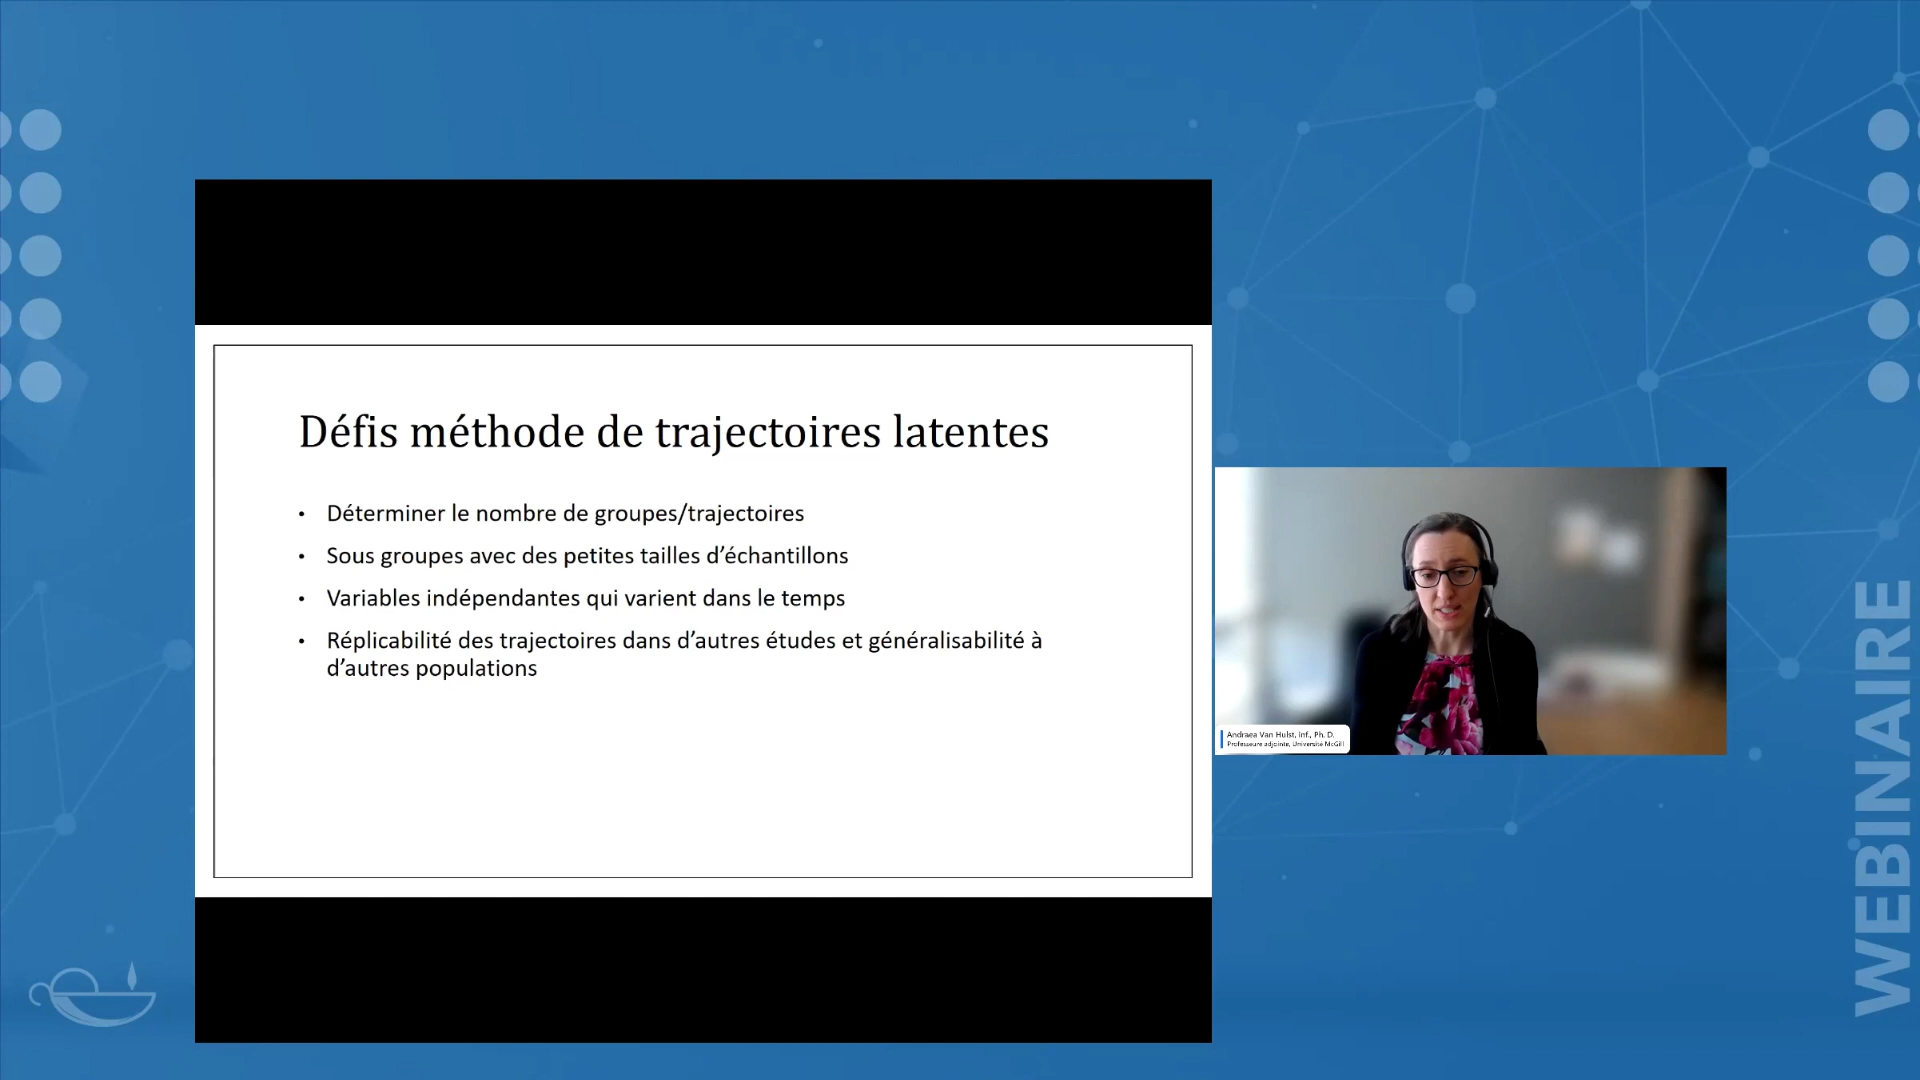 Défis méthode de trajectoires latentes
• Déterminer le nombre de groupes/trajectoires
• Sous groupes avec des petites tailles d’échantillons
• Variables indépendantes qui varient dans le temps
• Réplicabilité des trajectoires dans d’autres études et généralisabilité à
d’autres populations
Andraea Van Hulst, inf., Ph. D.
Professeure adjointe, Université McGill
WEBINAIRE